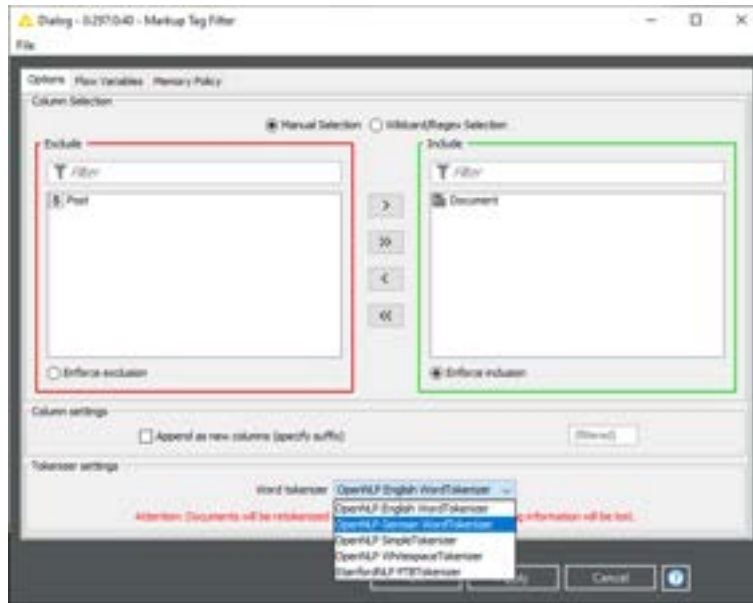 Dialog - 0:297:0:40 - Markup Tag Filter
File
Options Flow Variables Memory Policy
Column Selection
Manual Selection Wildcard/Regex Selection
Exclude
Include
Filter
Filter
S Post
Document
>
>>
<
<<
Enforce exclusion
Enforce inclusion
Column settings
Append as new columns (specify suffix)
(filtered)
Tokenizer settings
Word tokenizer OpenNLP English WordTokenizer
OpenNLP English WordTokenizer
Attention: Documents will be retokenized information will be lost.
OpenNLP German WordTokenizer
OpenNLP SimpleTokenizer
OpenNLP WhitespaceTokenizer
StanfordNLP PTBTokenizer
Cancel
?